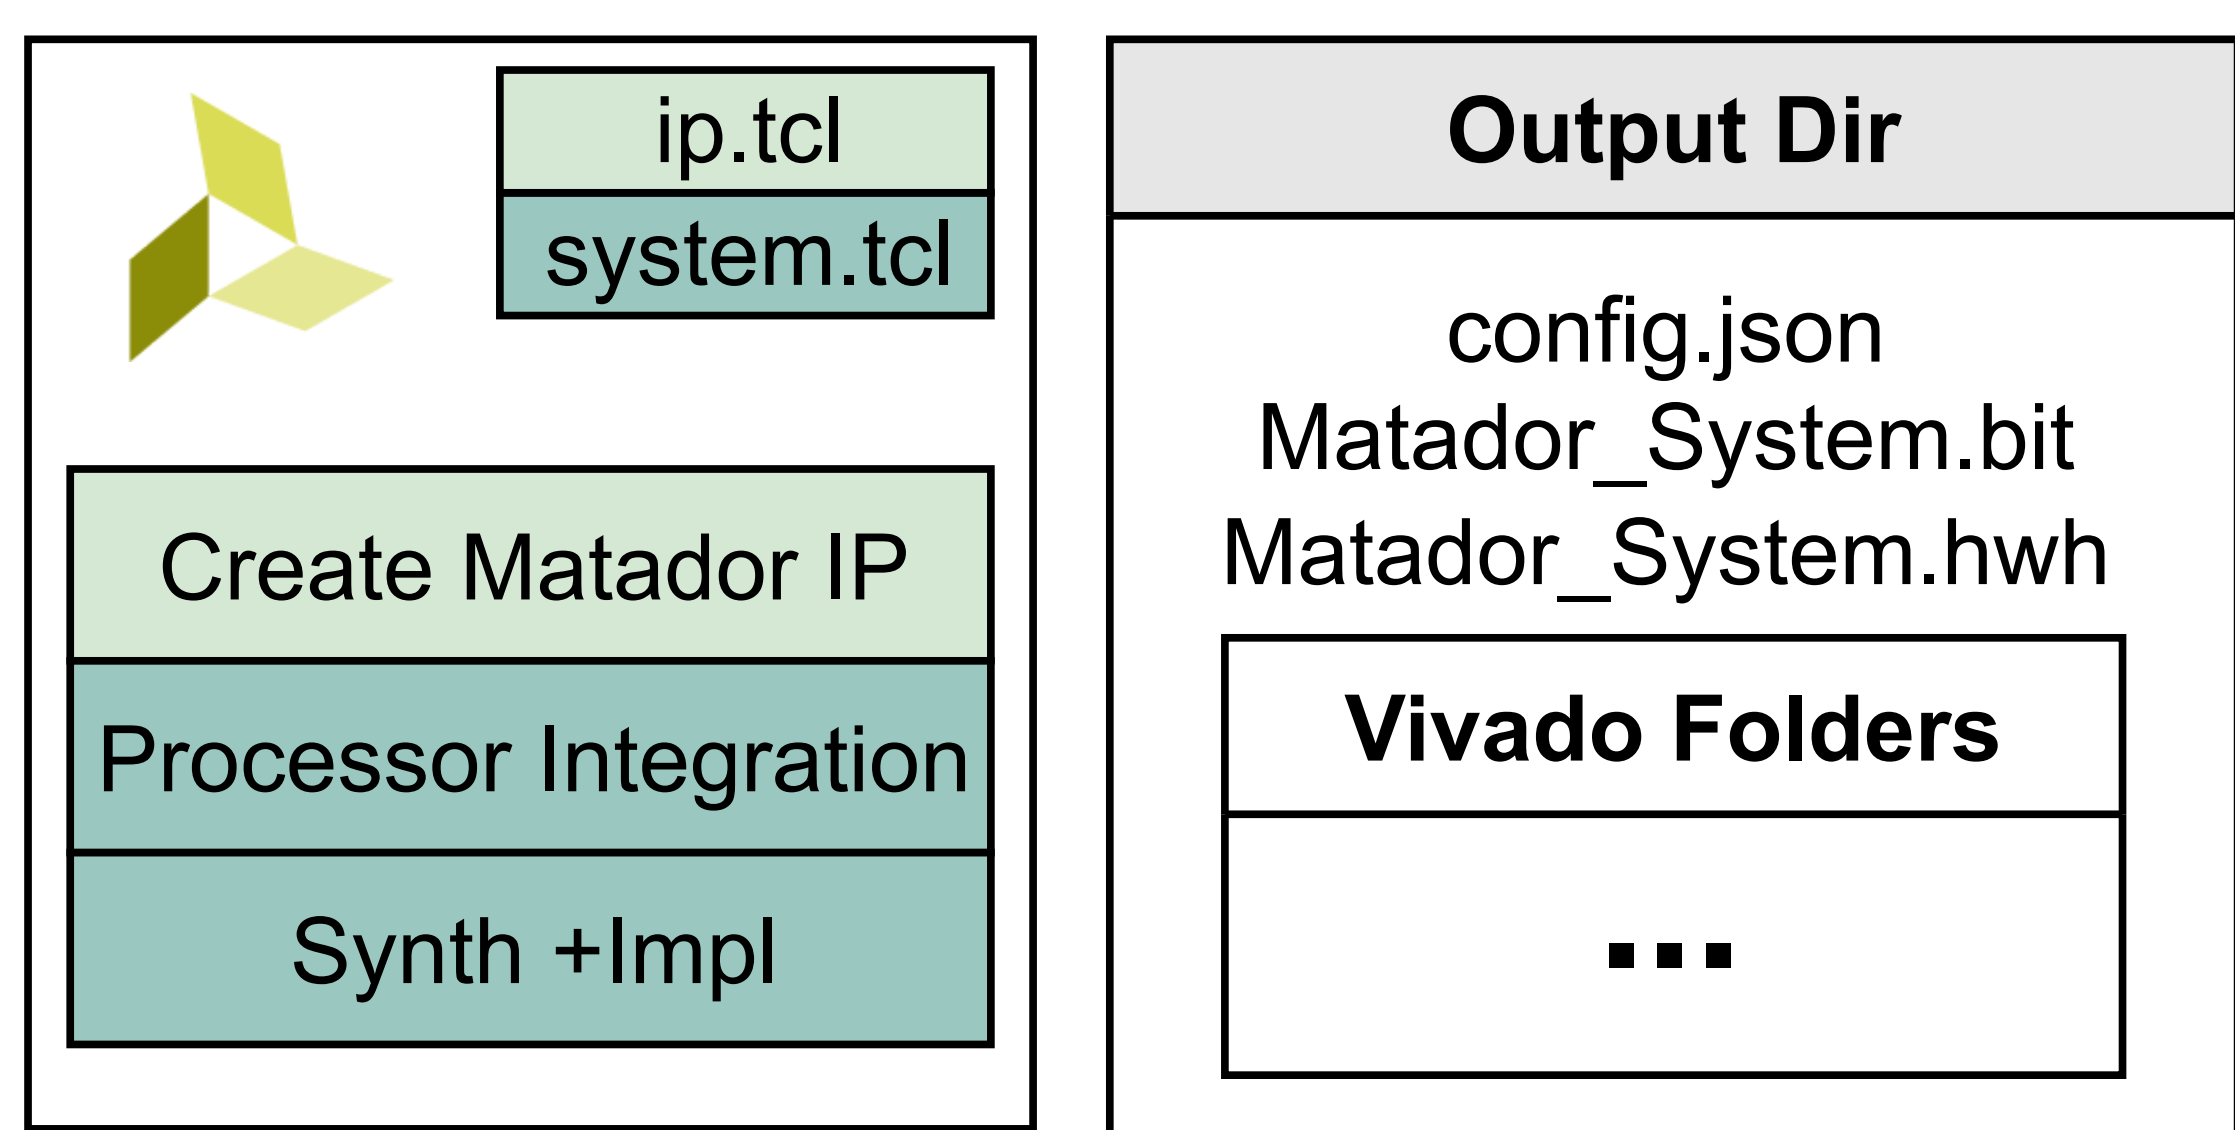 ip.tcl
system.tcl
Create Matador IP
Processor Integration
Synth +Impl
Output Dir
config.json
Matador_System.bit
Matador_System.hwh
Vivado Folders
...